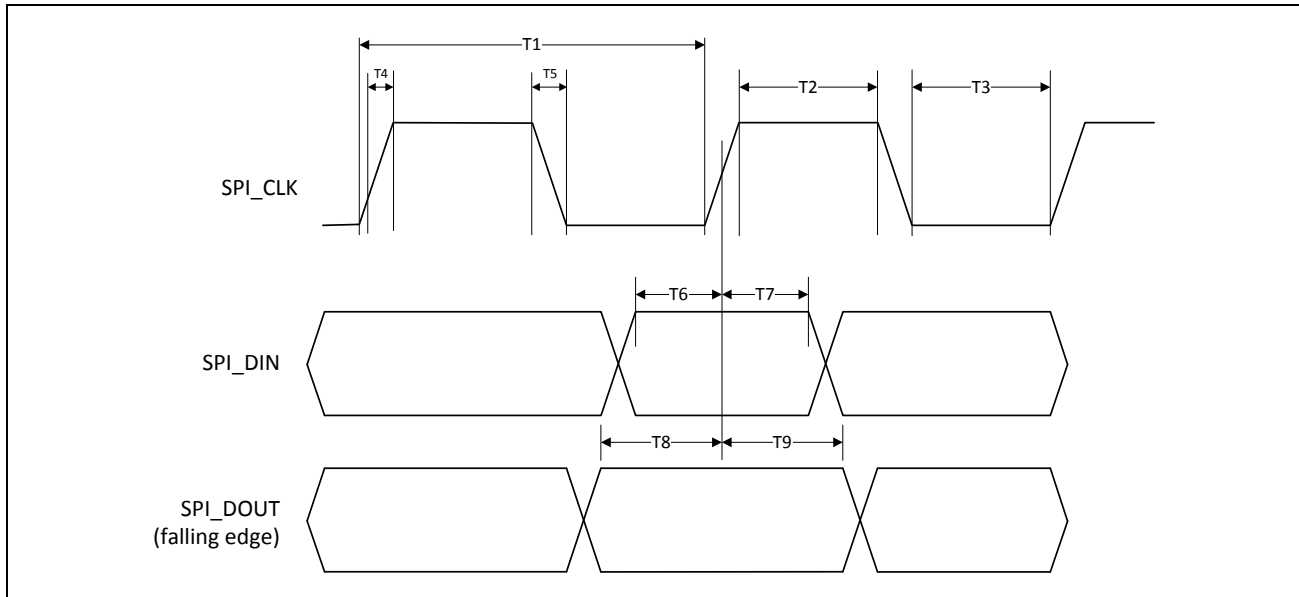 T1
T4
T5
T2
T3
SPI_CLK
T6
T7
SPI_DIN
T8
T9
SPI_DOUT
(falling edge)